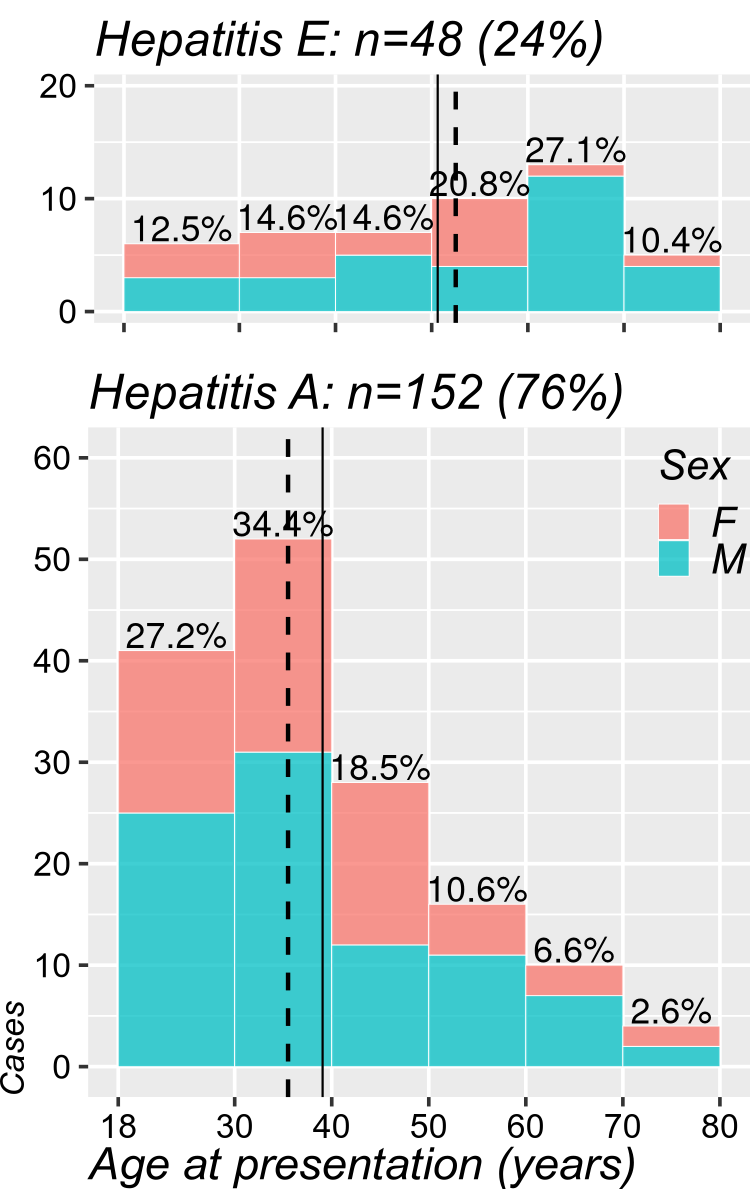 Hepatitis E: n=48 (24%)
20
27.1%
20.8%
14.6% 14.6%
12.5%
10.4%
10
0
Hepatitis A: n=152 (76%)
60
Sex
F
M
34.4%
50
27.2%
40
18.5%
30
10.6%
20
6.6%
10
2.6%
0
Cases
18 30 40 50 60 70 80
Age at presentation (years)